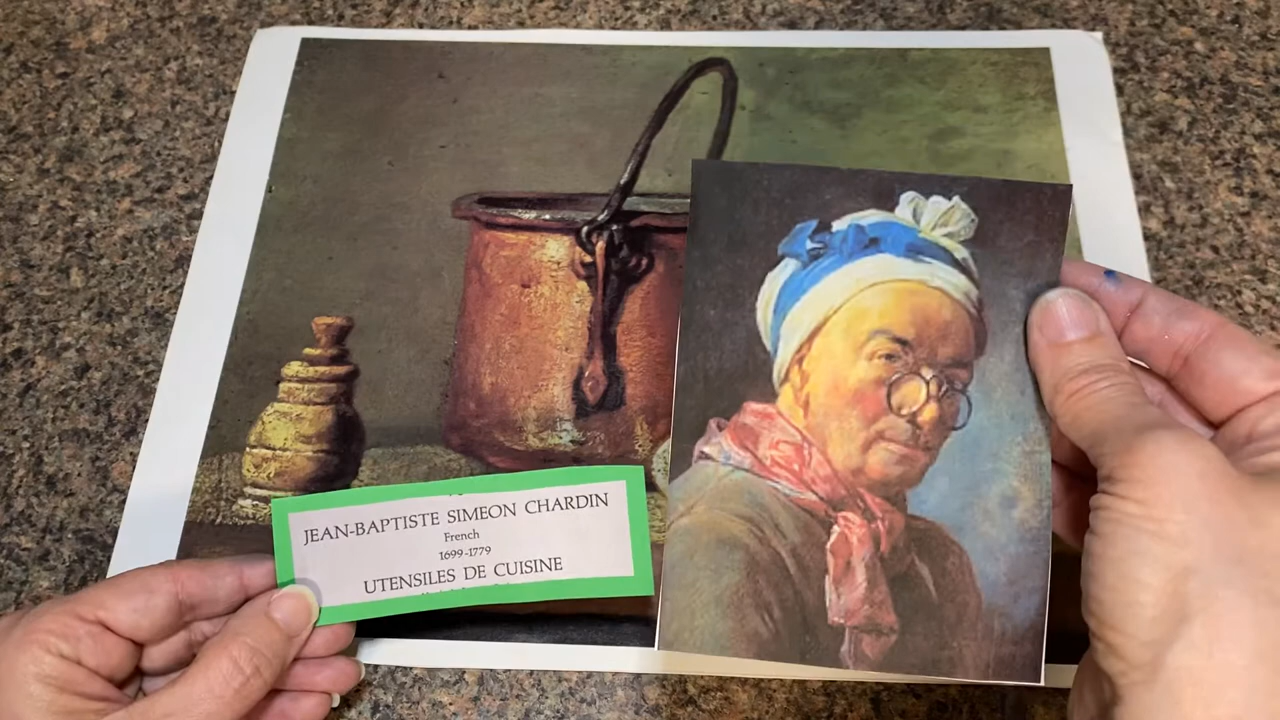 JEAN-BAPTISTE SIMEON CHARDIN
French
1699-1779
UTENSILES DE CUISINE